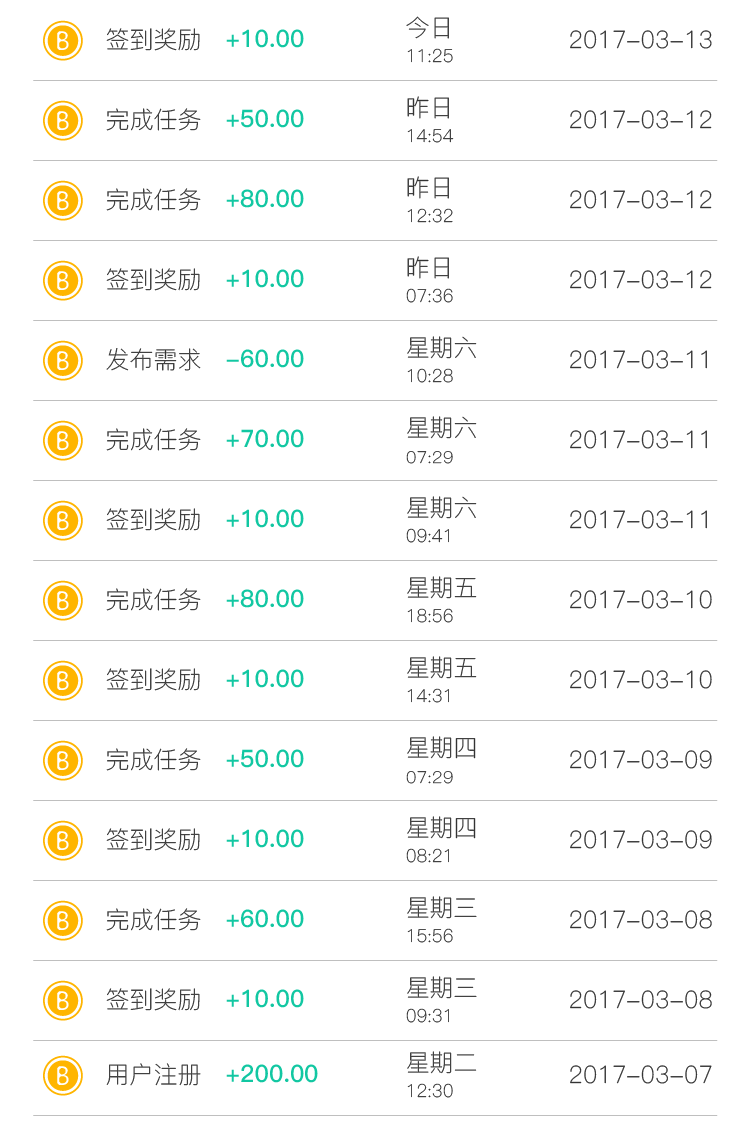 B 签到奖励 +10.00 今日 2017-03-13
11:25
B 完成任务 +50.00 昨日 2017-03-12
14:54
B 完成任务 +80.00 昨日 2017-03-12
12:32
B 签到奖励 +10.00 昨日 2017-03-12
07:36
B 发布需求 -60.00 星期六 2017-03-11
10:28
B 完成任务 +70.00 星期六 2017-03-11
07:29
B 签到奖励 +10.00 星期六 2017-03-11
09:41
B 完成任务 +80.00 星期五 2017-03-10
18:56
B 签到奖励 +10.00 星期五 2017-03-10
14:31
B 完成任务 +50.00 星期四 2017-03-09
07:29
B 签到奖励 +10.00 星期四 2017-03-09
08:21
B 完成任务 +60.00 星期三 2017-03-08
15:56
B 签到奖励 +10.00 星期三 2017-03-08
09:31
B 用户注册 +200.00 星期二 2017-03-07
12:30